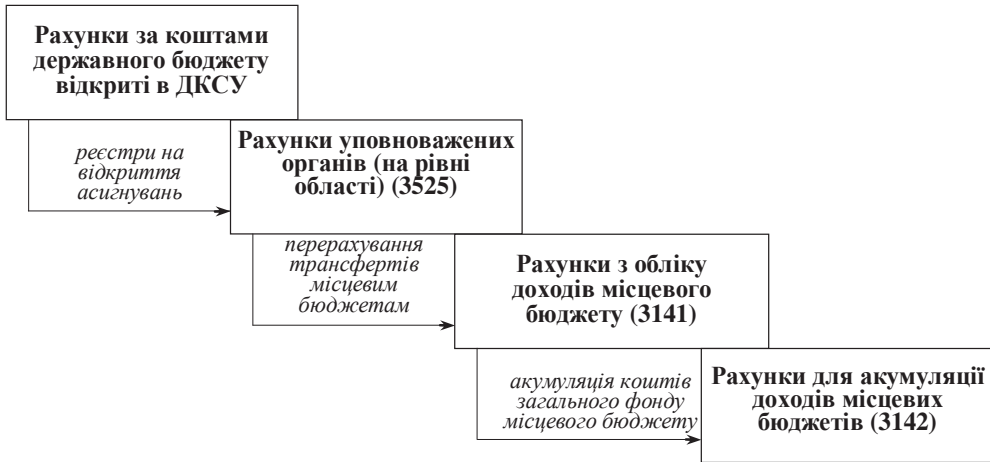 Рахунки за коштами
державного бюджету
відкриті в ДКСУ
реєстри на
відкриття
асигнувань
Рахунки уповноважених
органів (на рівні
області) (3525)
перерахування
трансфертів
місцевим
бюджетам
Рахунки з обліку
доходів місцевого
бюджету (3141)
акумуляція коштів
загального фонду
місцевого бюджету
Рахунки для акумуляції
доходів місцевих
бюджетів (3142)